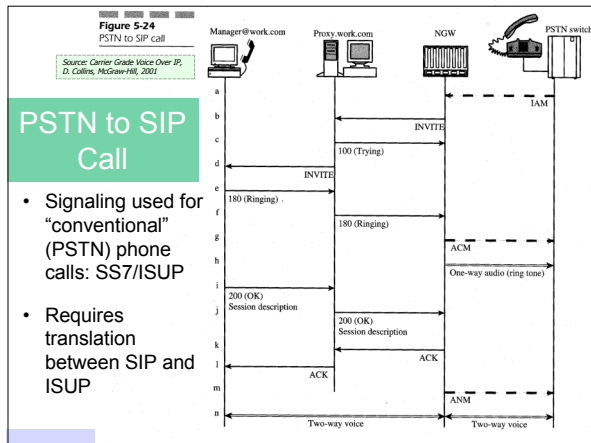 Figure 5-24
PSTN to SIP call
Source: Carrier Grade Voice Over IP,
D. Collins, McGraw-Hill, 2001
PSTN to SIP
Call
• Signaling used for
“conventional”
(PSTN) phone
calls: SS7/ISUP
• Requires
translation
between SIP and
ISUP
Manager@work.com Proxy.work.com NGW PSTN switch
a
IAM
b
INVITE
c
100 (Trying)
d
INVITE
e
180 (Ringing)
f
180 (Ringing)
g
ACM
h
One-way audio (ring tone)
i
200 (OK)
Session description
j
200 (OK)
Session description
k
ACK
l
ACK
m
ANM
n
Two-way voice Two-way voice